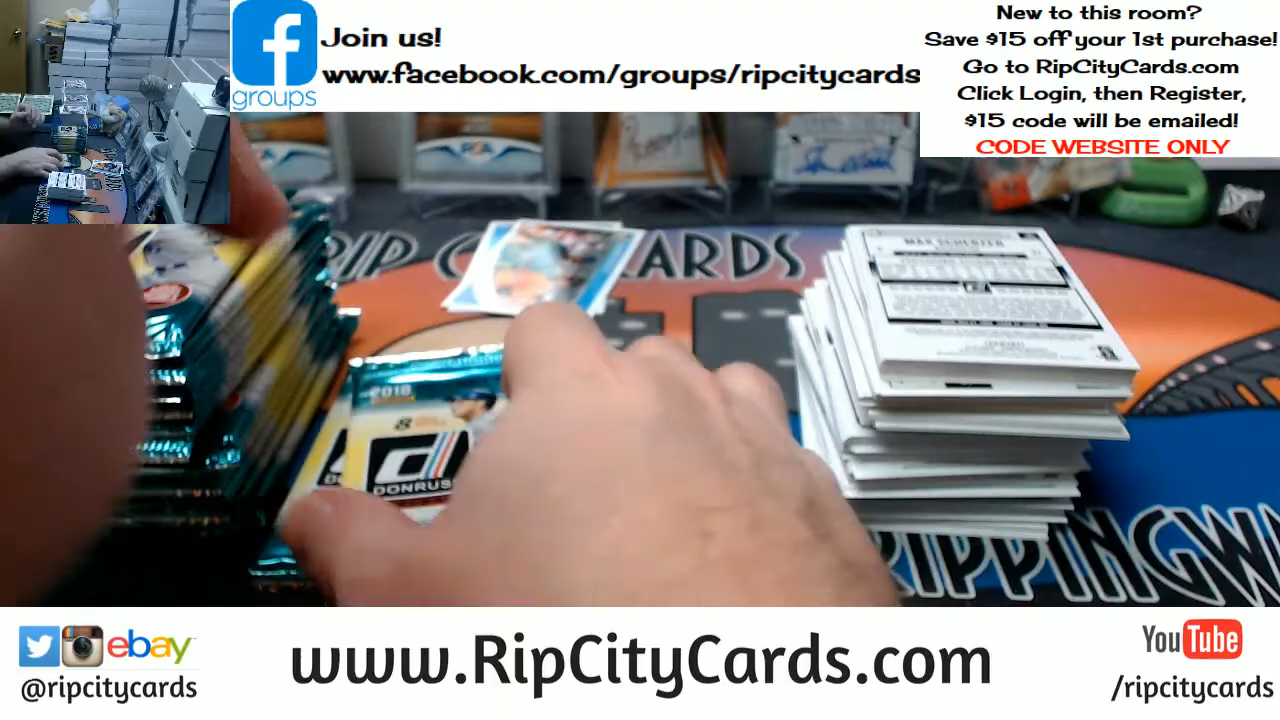 Join us!
www.facebook.com/groups/ripcitycards
groups
New to this room?
Save $15 off your 1st purchase!
Go to RipCityCards.com
Click Login, then Register,
$15 code will be emailed!
CODE WEBSITE ONLY
RIP C CARDS
MAX SCHERZER
2018
8
DONRUS
RIPPINGW
ebay
@ripcitycards
www.RipCityCards.com
YouTube
/ripcitycards